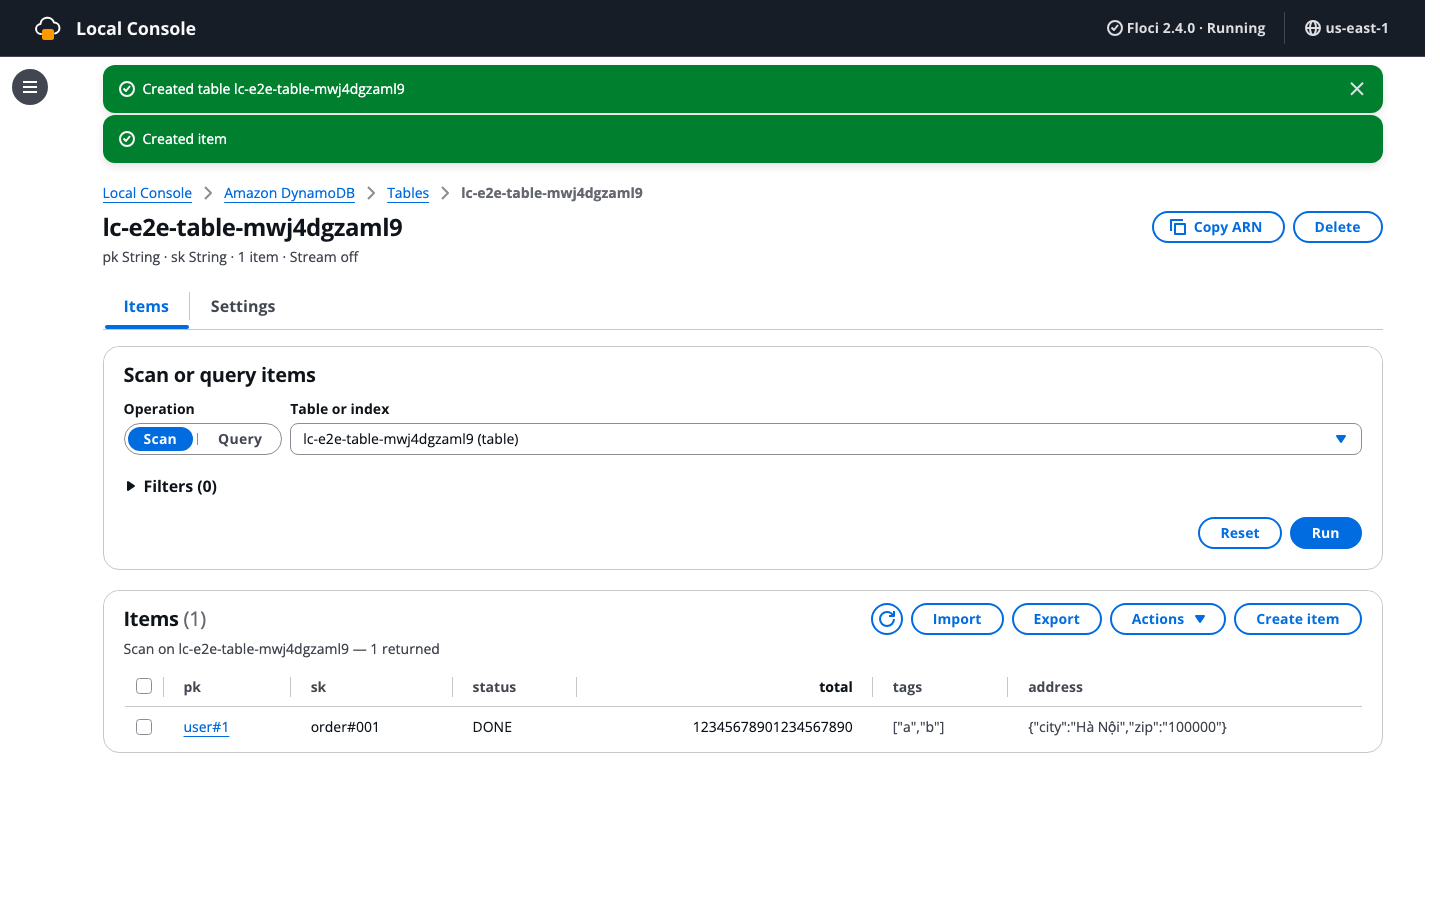 Local Console
Floci 2.4.0 · Running
us-east-1
Created table lc-e2e-table-mwj4dgzaml9
Created item
Local Console > Amazon DynamoDB > Tables > lc-e2e-table-mwj4dgzaml9
lc-e2e-table-mwj4dgzaml9
Copy ARN
Delete
pk String · sk String · 1 item · Stream off
Items
Settings
Scan or query items
Operation
Table or index
Scan
Query
lc-e2e-table-mwj4dgzaml9 (table)
Filters (0)
Reset
Run
Items (1)
Import
Export
Actions
Create item
Scan on lc-e2e-table-mwj4dgzaml9 — 1 returned
pk sk status total tags address
user#1 order#001 DONE 12345678901234567890 ["a","b"] {"city":"Hà Nội","zip":"100000"}